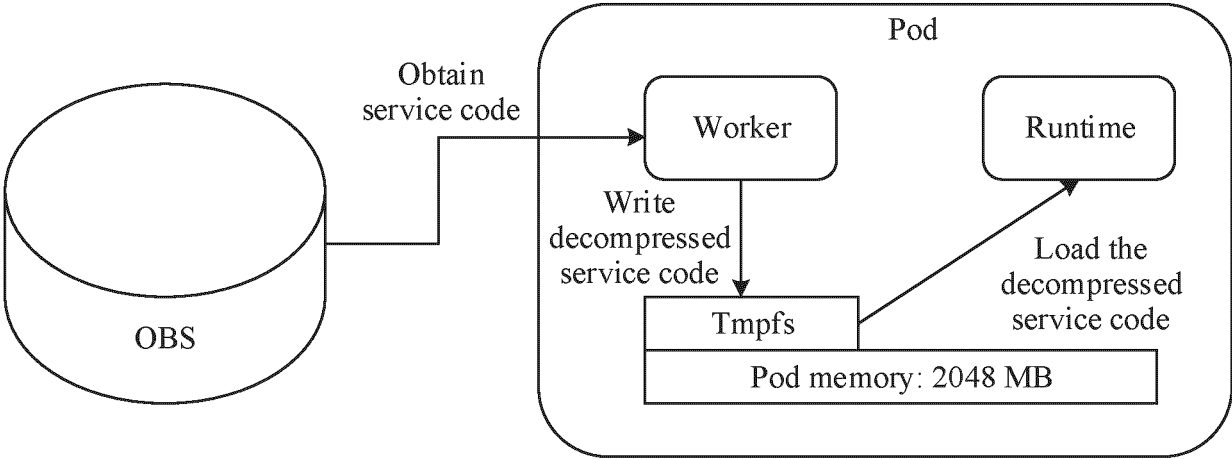 Pod
Obtain
service code
Worker
Runtime
Write
decompressed
service code
Load the
decompressed
service code
Tmpfs
OBS
Pod memory: 2048 MB